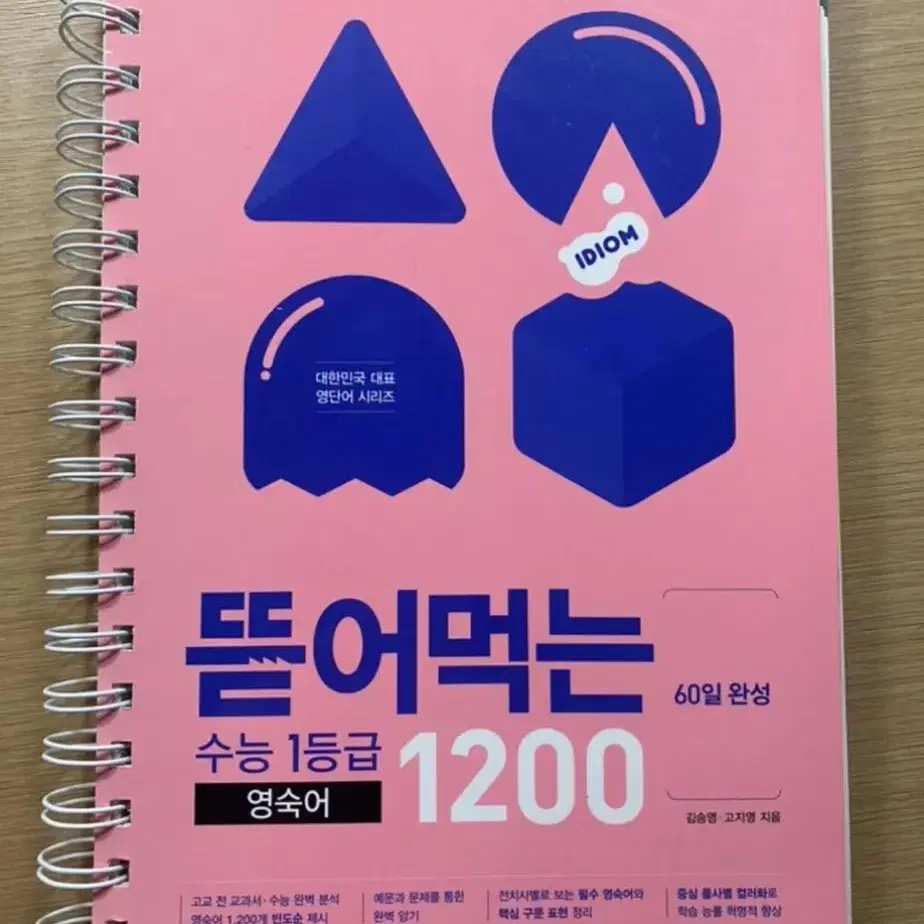 IDIOM
대한민국 대표
영단어 시리즈
뜯어먹는
60일 완성
수능 1등급
1200
영숙어
김승영·고지영 지음
고교 전 교과서·수능 완벽 분석
영숙어 1,200개 빈도순 제시
예문과 문제를 통한
완벽 암기
전치사별로 보는 필수 영숙어와
핵심 구문 표현 정리
중심 품사별 컬러화로
학습 능률 혁명적 향상